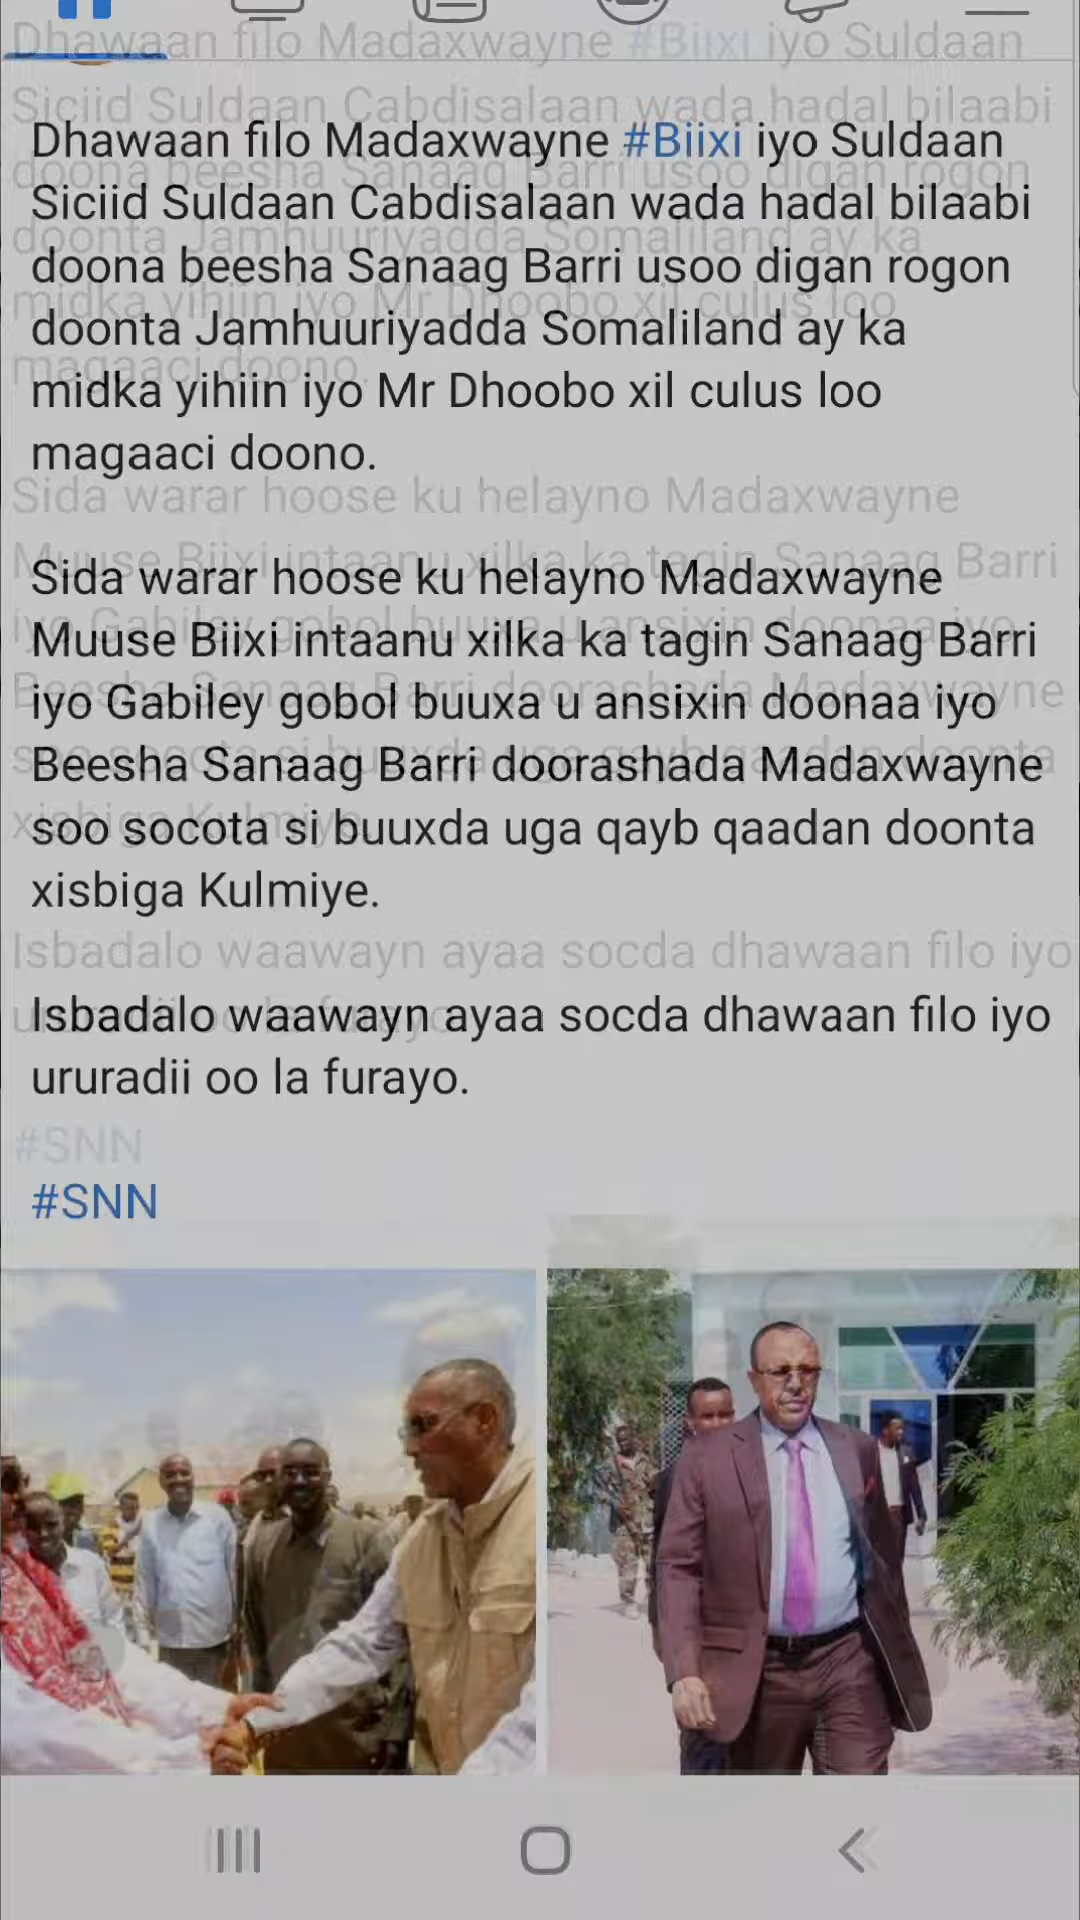 Dhawaan filo Madaxwayne #Biixi iyo Suldaan
Siciid Suldaan Cabdisalaan wada hadal bilaabi
doona beesha Sanaag Barri usoo digan rogon
doonta Jamhuuriyadda Somaliland ay ka
midka yihiin iyo Mr Dhoobo xil culus loo
magaaci doono.
Sida warar hoose ku helayno Madaxwayne
Muuse Biixi intaanu xilka ka tagin Sanaag Barri
iyo Gabiley gobol buuxa u ansixin doonaa iyo
Beesha Sanaag Barri doorashada Madaxwayne
soo socota si buuxda uga qayb qaadan doonta
xisbiga Kulmiye.
Isbadalo waawayn ayaa socda dhawaan filo iyo
ururadii oo la furayo.
#SNN